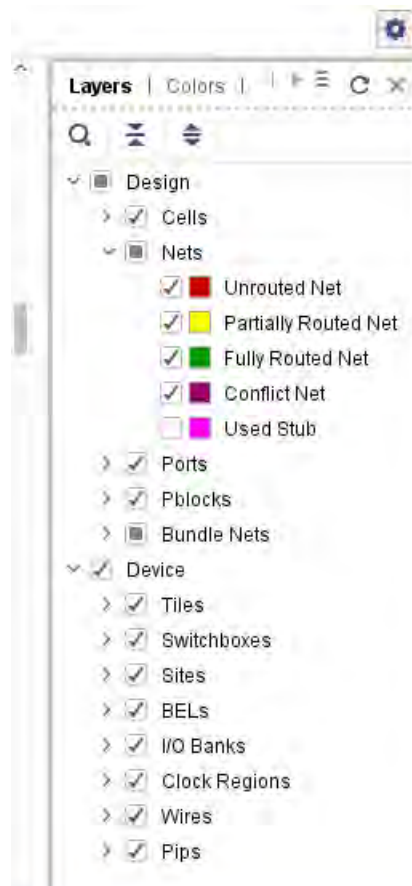 Layers | Colors |
Design
Cells
Nets
Unrouted Net
Partially Routed Net
Fully Routed Net
Conflict Net
Used Stub
Ports
Pblocks
Bundle Nets
Device
Tiles
Switchboxes
Sites
BELs
I/O Banks
Clock Regions
Wires
Pips